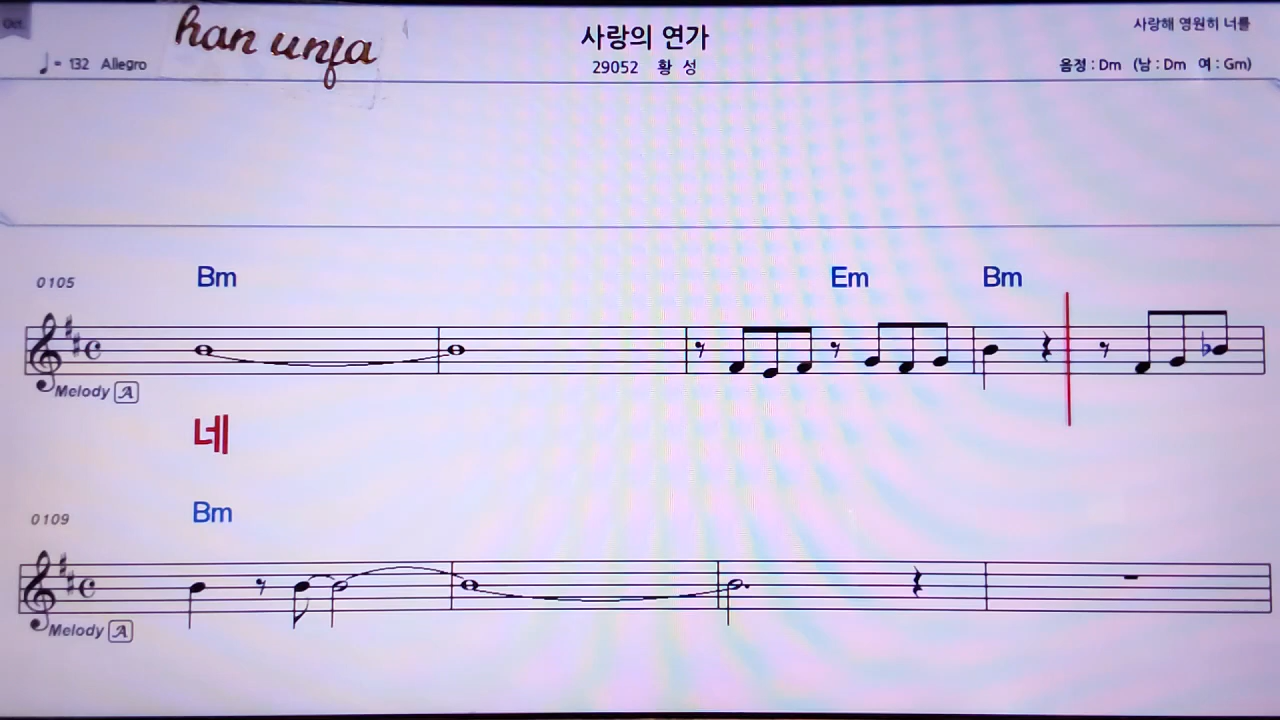 han unja
사랑의 연가
사랑해 영원히 너를
♩= 132 Allegro
29052 황 성
음정 : Dm (남 : Dm 여 : Gm)
0105 Bm Em Bm
Melody A
네
0109 Bm
Melody A